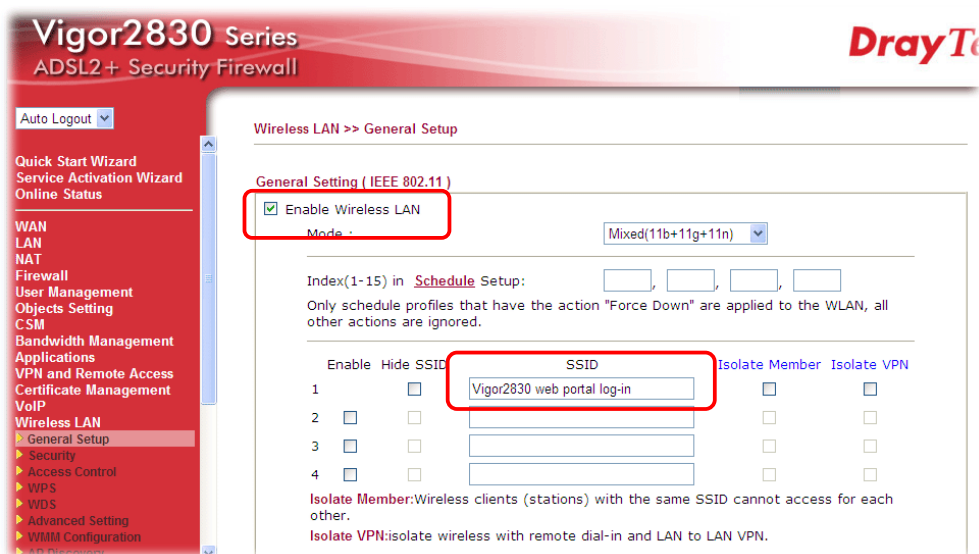 Vigor2830 Series
ADSL2+ Security Firewall
Dray
Auto Logout
Quick Start Wizard
Service Activation Wizard
Online Status
WAN
LAN
NAT
Firewall
User Management
Objects Setting
CSM
Bandwidth Management
Applications
VPN and Remote Access
Certificate Management
VoIP
Wireless LAN
General Setup
Security
Access Control
WPS
WDS
Advanced Setting
WMM Configuration
AP Discovery
Wireless LAN >> General Setup
General Setting ( IEEE 802.11 )
Enable Wireless LAN
Mode :
Mixed(11b+11g+11n)
Index(1-15) in Schedule Setup: , , ,
Only schedule profiles that have the action "Force Down" are applied to the WLAN, all
other actions are ignored.
Enable Hide SSID SSID Isolate Member Isolate VPN
1 Vigor2830 web portal log-in
2
3
4
Isolate Member:Wireless clients (stations) with the same SSID cannot access for each
other.
Isolate VPN:isolate wireless with remote dial-in and LAN to LAN VPN.